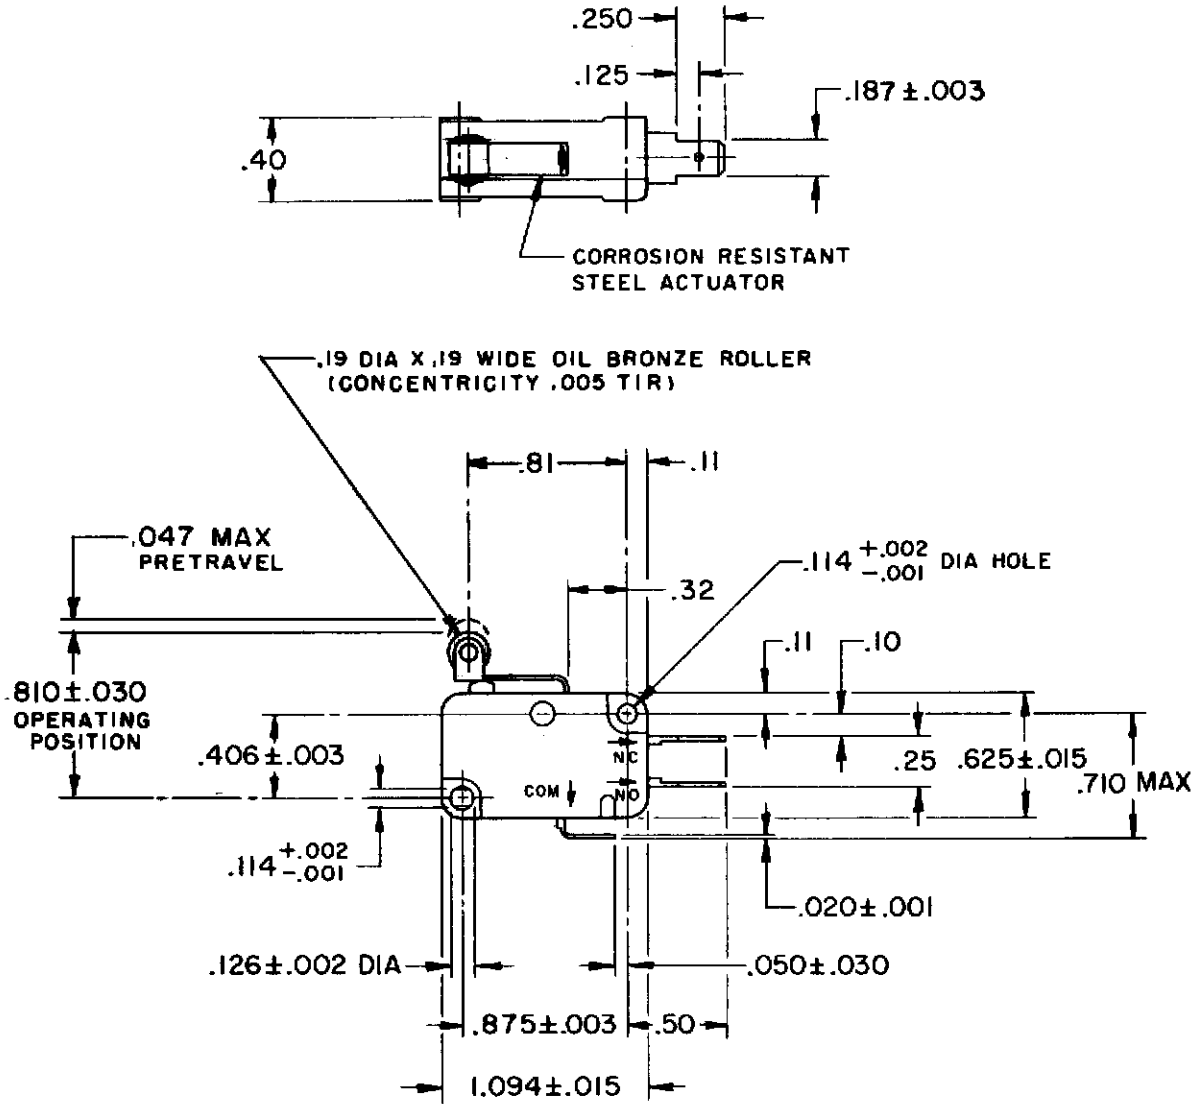 .250
.125
.187±.003
.40
CORROSION RESISTANT
STEEL ACTUATOR
.19 DIA X .19 WIDE OIL BRONZE ROLLER
(CONCENTRICITY .005 TIR)
.81
.11
.047 MAX
PRETRAVEL
.114 +.002 -.001 DIA HOLE
.32
.11
.10
.810±.030
OPERATING
POSITION
.406±.003
NC
.25
.625±.015
.710 MAX
COM
NO
.114 +.002 -.001
.020±.001
.126±.002 DIA
.050±.030
.875±.003
.50
1.094±.015